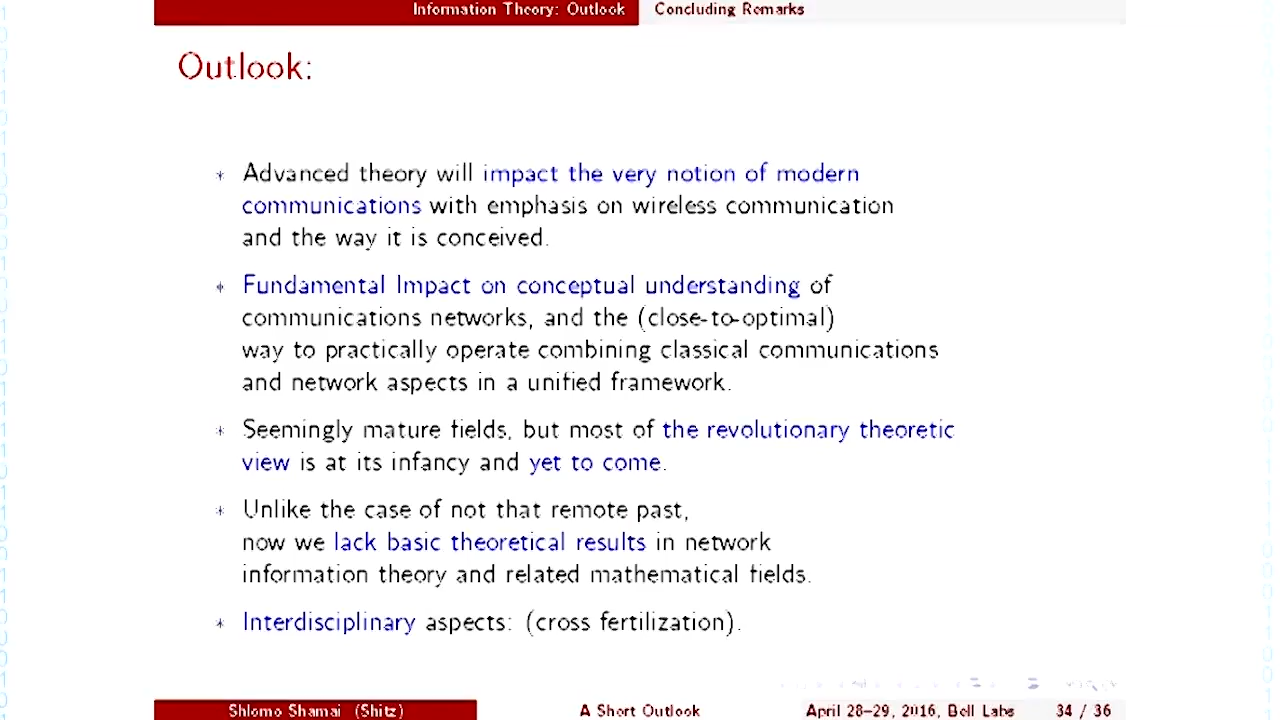 Information Theory: Outlook Concluding Remarks
Outlook:
* Advanced theory will impact the very notion of modern
communications with emphasis on wireless communication
and the way it is conceived.
* Fundamental Impact on conceptual understanding of
communications networks, and the (close-to-optimal)
way to practically operate combining classical communications
and network aspects in a unified framework.
* Seemingly mature fields, but most of the revolutionary theoretic
view is at its infancy and yet to come.
* Unlike the case of not that remote past,
now we lack basic theoretical results in network
information theory and related mathematical fields.
* Interdisciplinary aspects: (cross fertilization).
Shlomo Shamai (Shitz) A Short Outlook April 28–29, 2016, Bell Labs 34 / 36